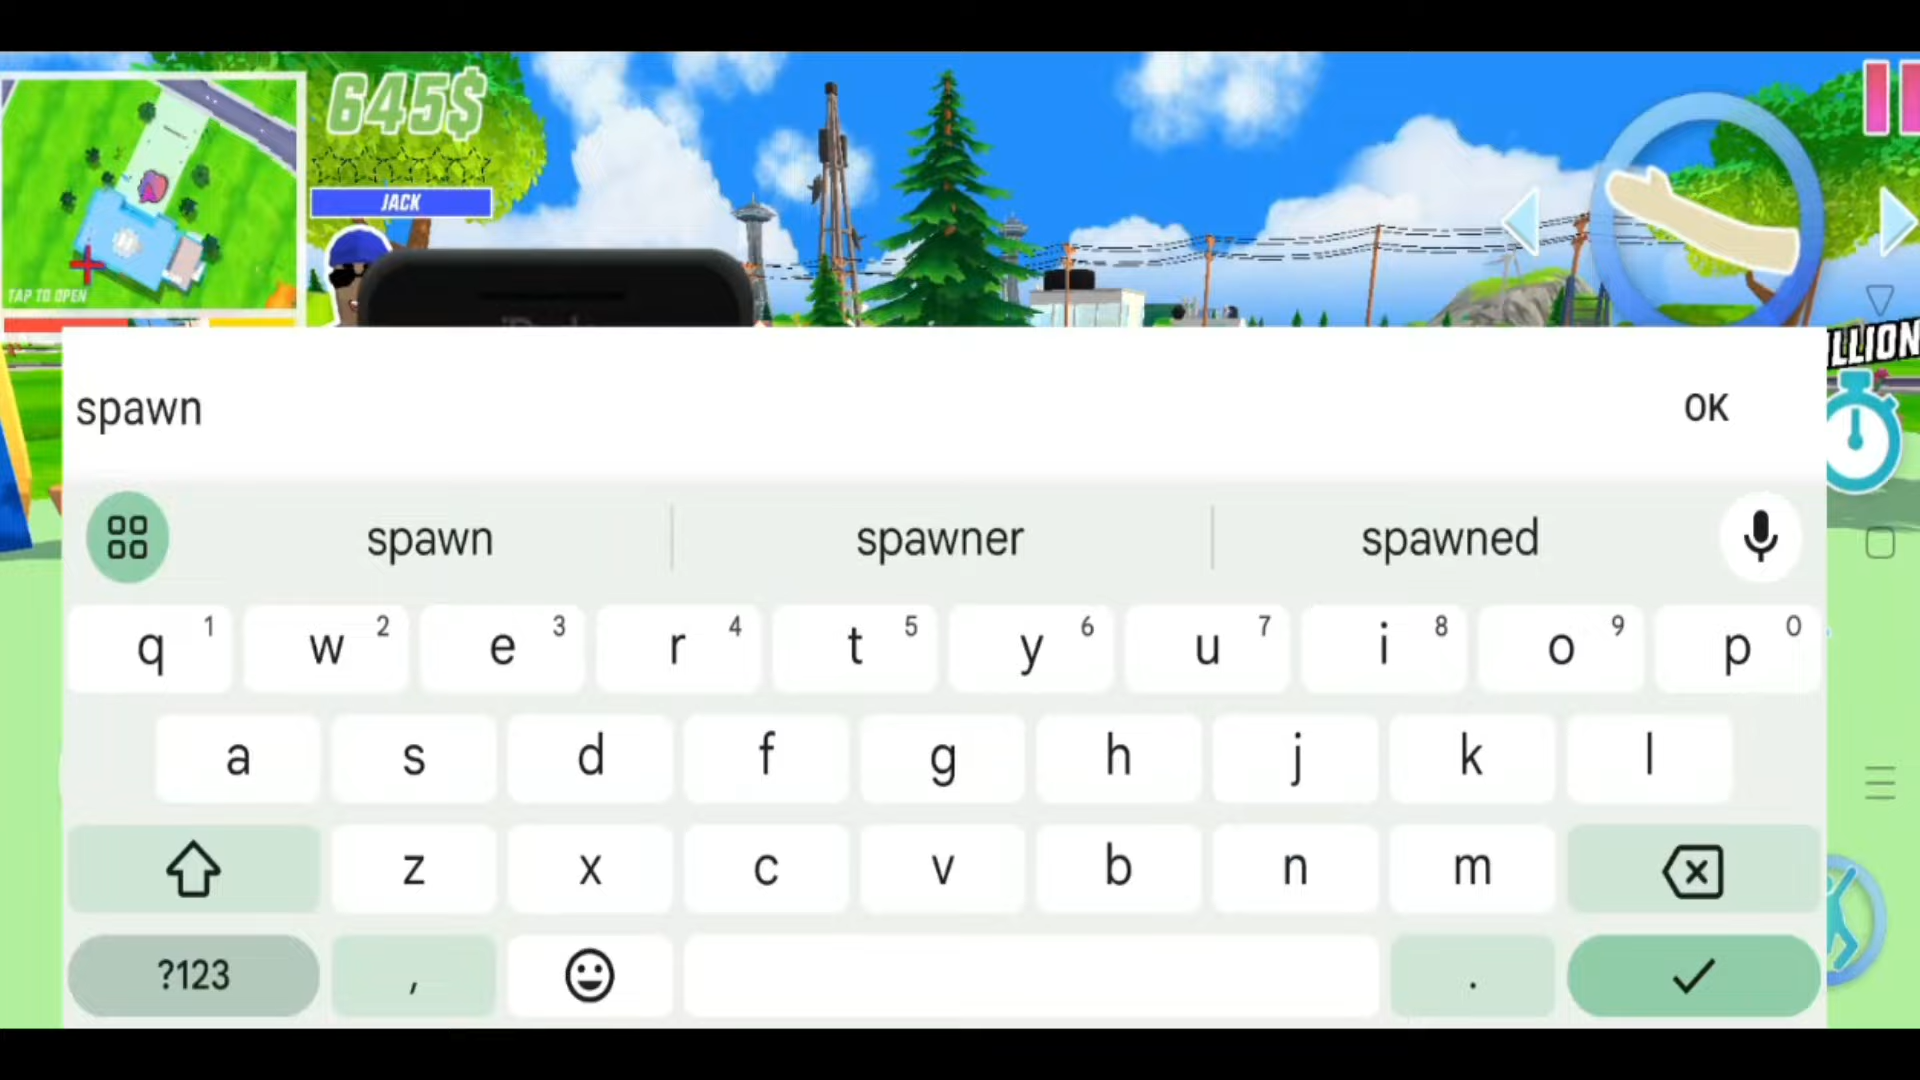 645$
JACK
TAP TO OPEN
LLION
spawn
OK
spawn spawner spawned
q 1 w 2 e 3 r 4 t 5 y 6 u 7 i 8 o 9 p 0
a s d f g h j k l
z x c v b n m
?123 , .